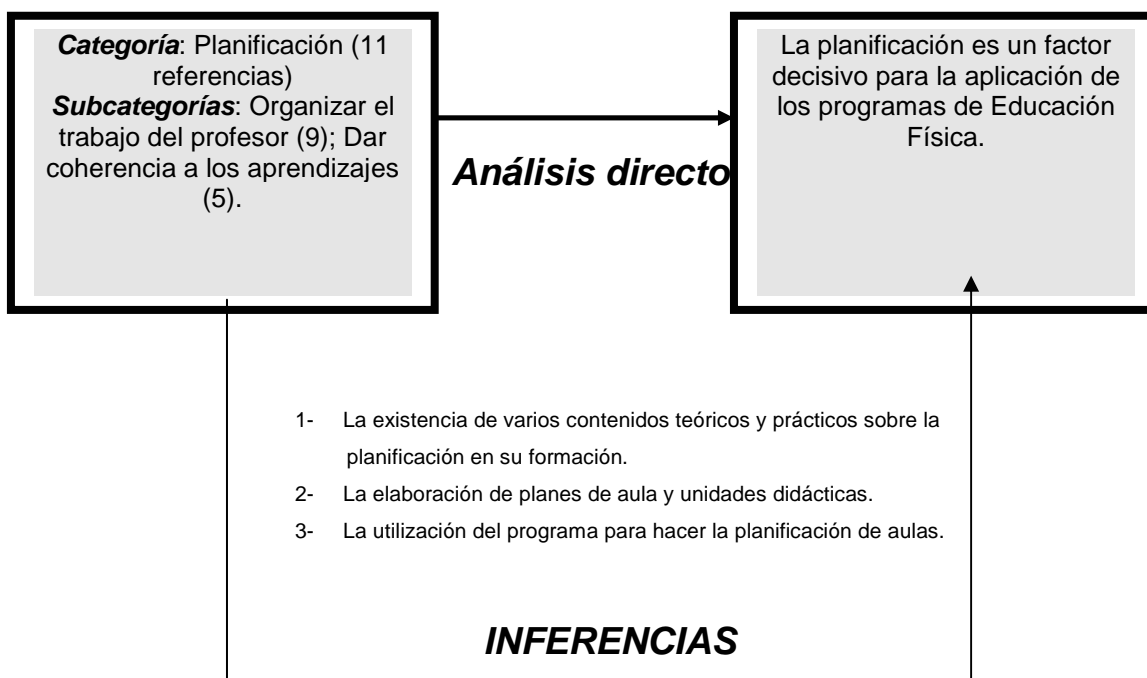 Categoría: Planificación (11
referencias)
Subcategorías: Organizar el
trabajo del profesor (9); Dar
coherencia a los aprendizajes
(5).
Análisis directo
La planificación es un factor
decisivo para la aplicación de
los programas de Educación
Física.
1- La existencia de varios contenidos teóricos y prácticos sobre la
planificación en su formación.
2- La elaboración de planes de aula y unidades didácticas.
3- La utilización del programa para hacer la planificación de aulas.
INFERENCIAS